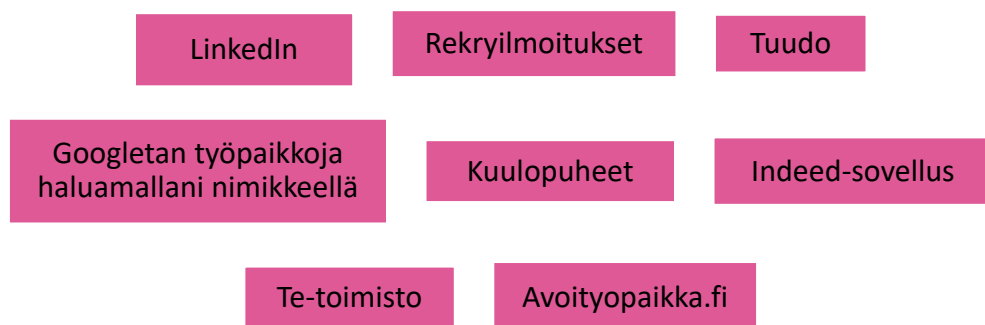 LinkedIn
Rekryilmoitukset
Tuudo
Googletan työpaikkoja
haluamallani nimikkeellä
Kuulopuheet
Indeed-sovellus
Te-toimisto
Avoityopaikka.fi